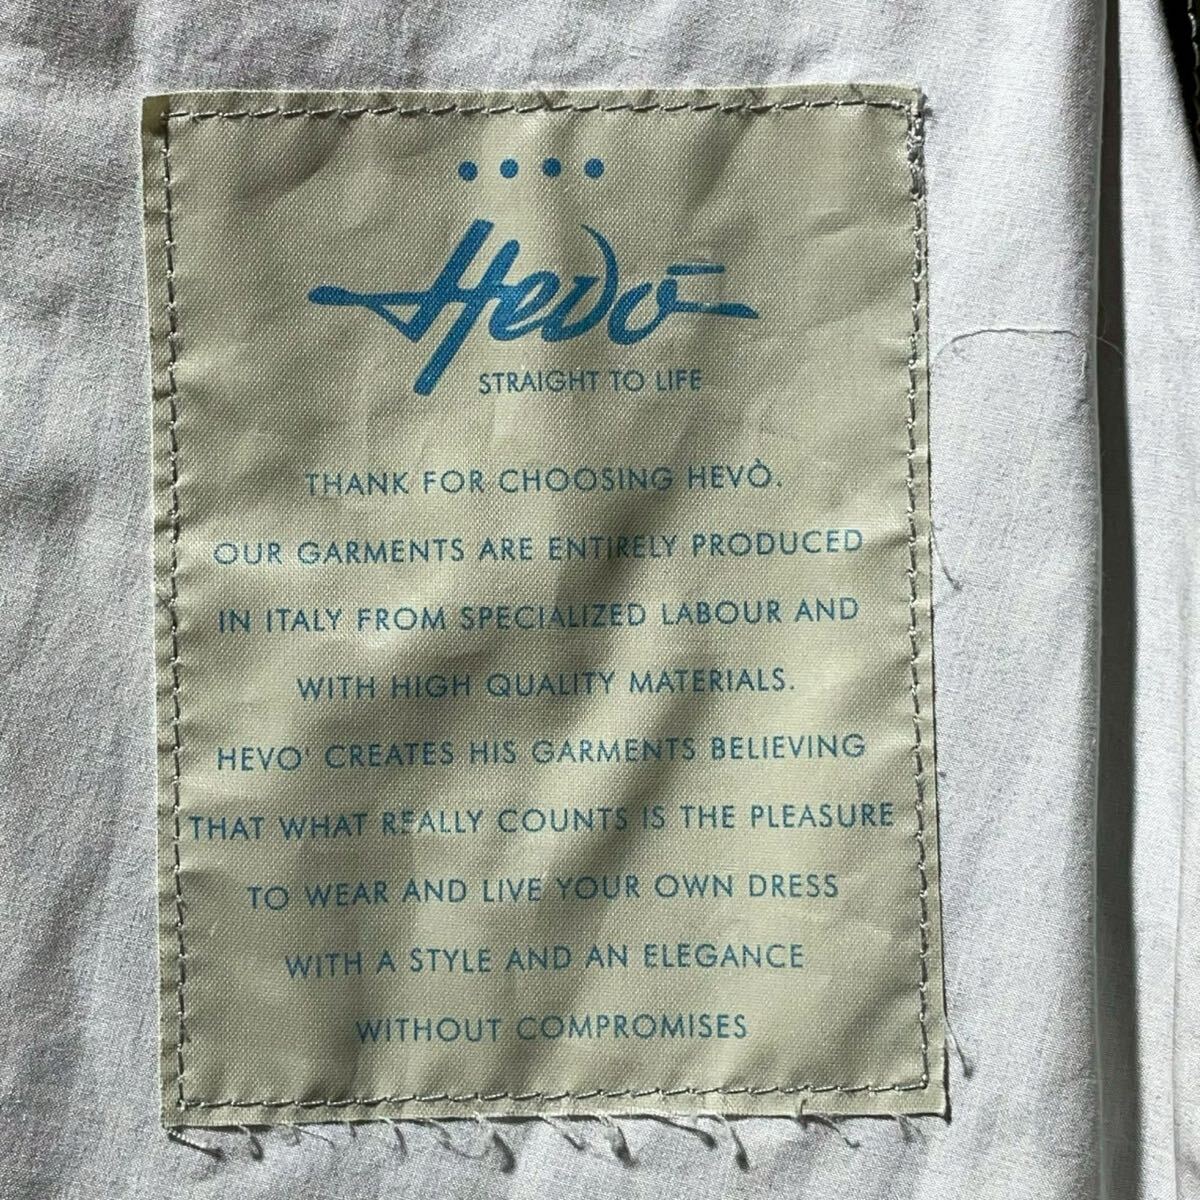 Hevò
STRAIGHT TO LIFE
THANK FOR CHOOSING HEVÒ.
OUR GARMENTS ARE ENTIRELY PRODUCED
IN ITALY FROM SPECIALIZED LABOUR AND
WITH HIGH QUALITY MATERIALS.
HEVO' CREATES HIS GARMENTS BELIEVING
THAT WHAT REALLY COUNTS IS THE PLEASURE
TO WEAR AND LIVE YOUR OWN DRESS
WITH A STYLE AND AN ELEGANCE
WITHOUT COMPROMISES